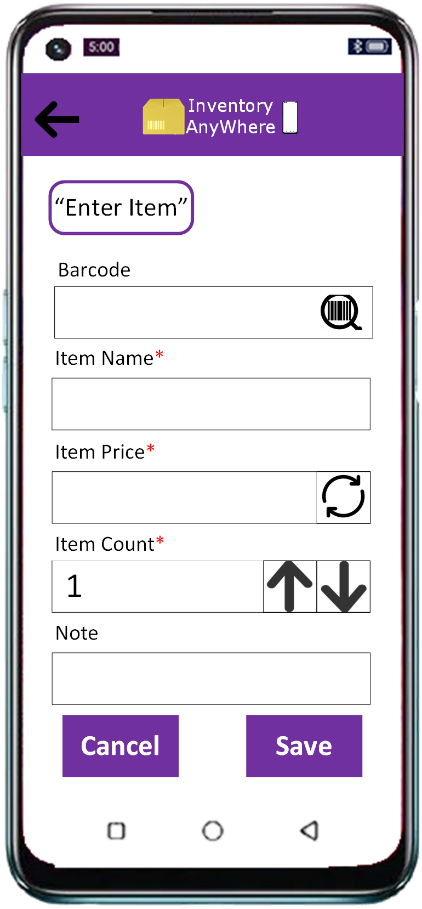 5:00
Inventory
AnyWhere
“Enter Item”
Barcode
Item Name*
Item Price*
Item Count*
1
Note
Cancel Save